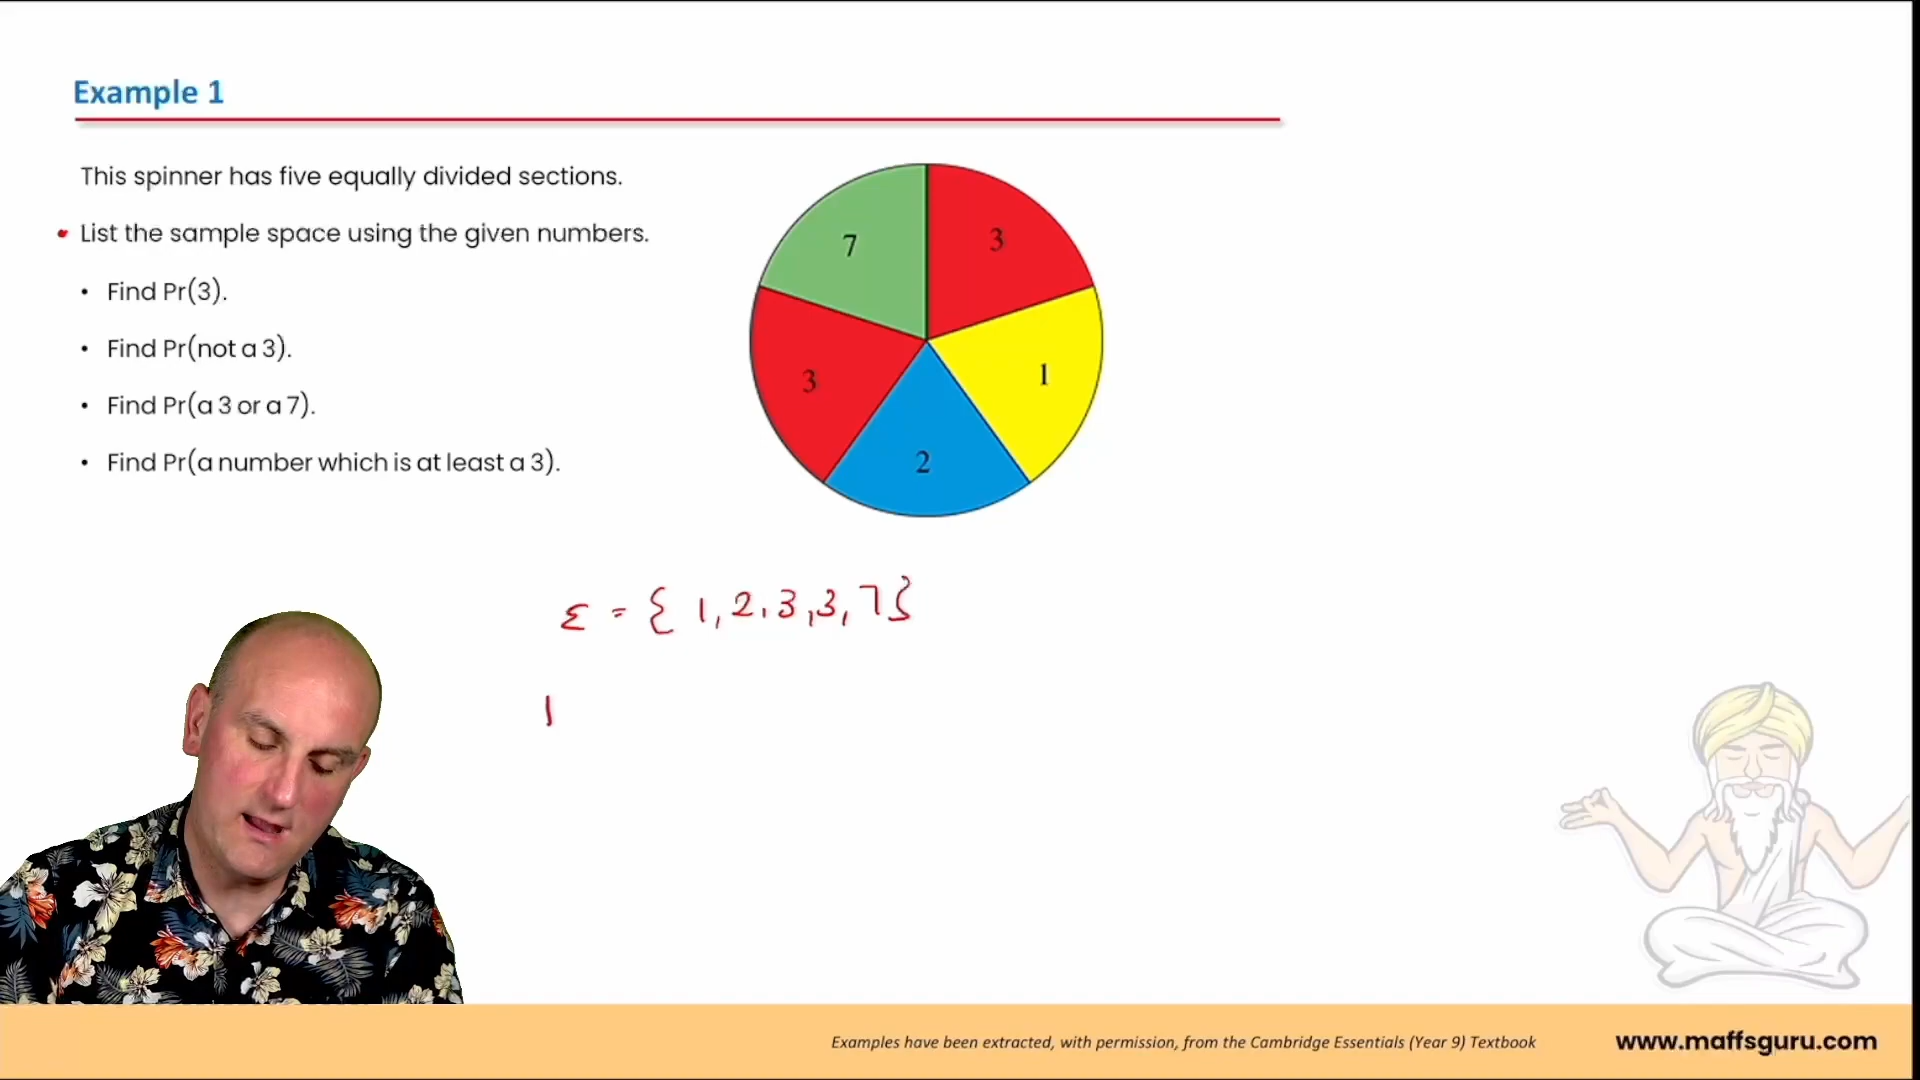 Example 1
This spinner has five equally divided sections.
• List the sample space using the given numbers.
• Find Pr(3).
• Find Pr(not a 3).
• Find Pr(a 3 or a 7).
• Find Pr(a number which is at least a 3).
7
3
3
1
2
ε = { 1, 2, 3, 3, 7}
l
Examples have been extracted, with permission, from the Cambridge Essentials (Year 9) Textbook
www.maffsguru.com